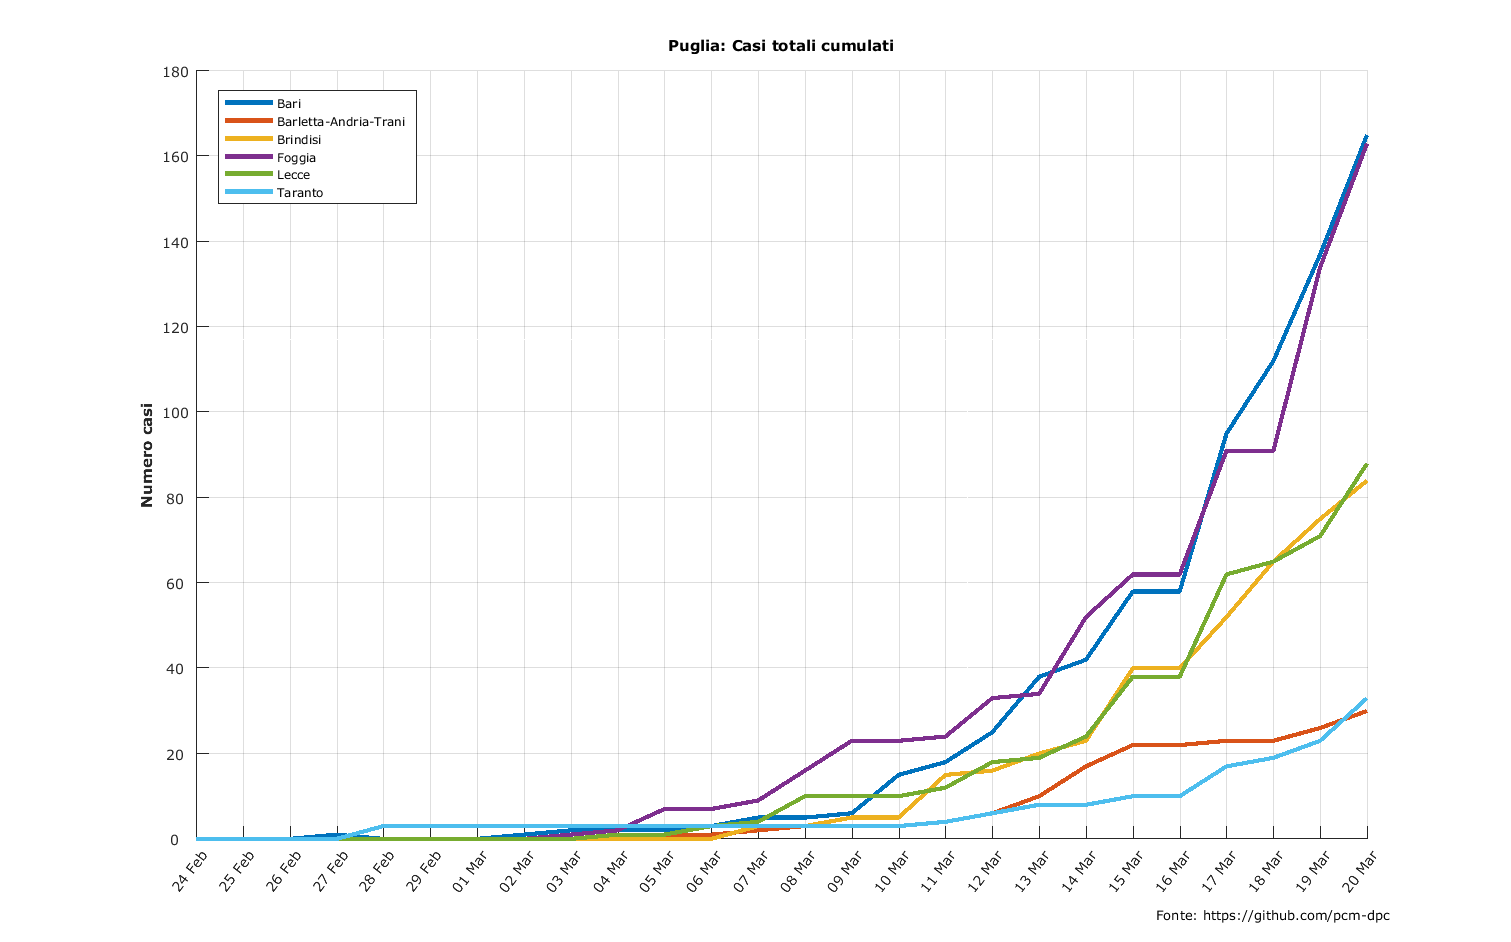 Puglia: Casi totali cumulati
180
160
140
120
100
80
60
40
20
0
Numero casi
Bari
Barletta-Andria-Trani
Brindisi
Foggia
Lecce
Taranto
24 Feb
25 Feb
26 Feb
27 Feb
28 Feb
29 Feb
01 Mar
02 Mar
03 Mar
04 Mar
05 Mar
06 Mar
07 Mar
08 Mar
09 Mar
10 Mar
11 Mar
12 Mar
13 Mar
14 Mar
15 Mar
16 Mar
17 Mar
18 Mar
19 Mar
20 Mar
Fonte: https://github.com/pcm-dpc